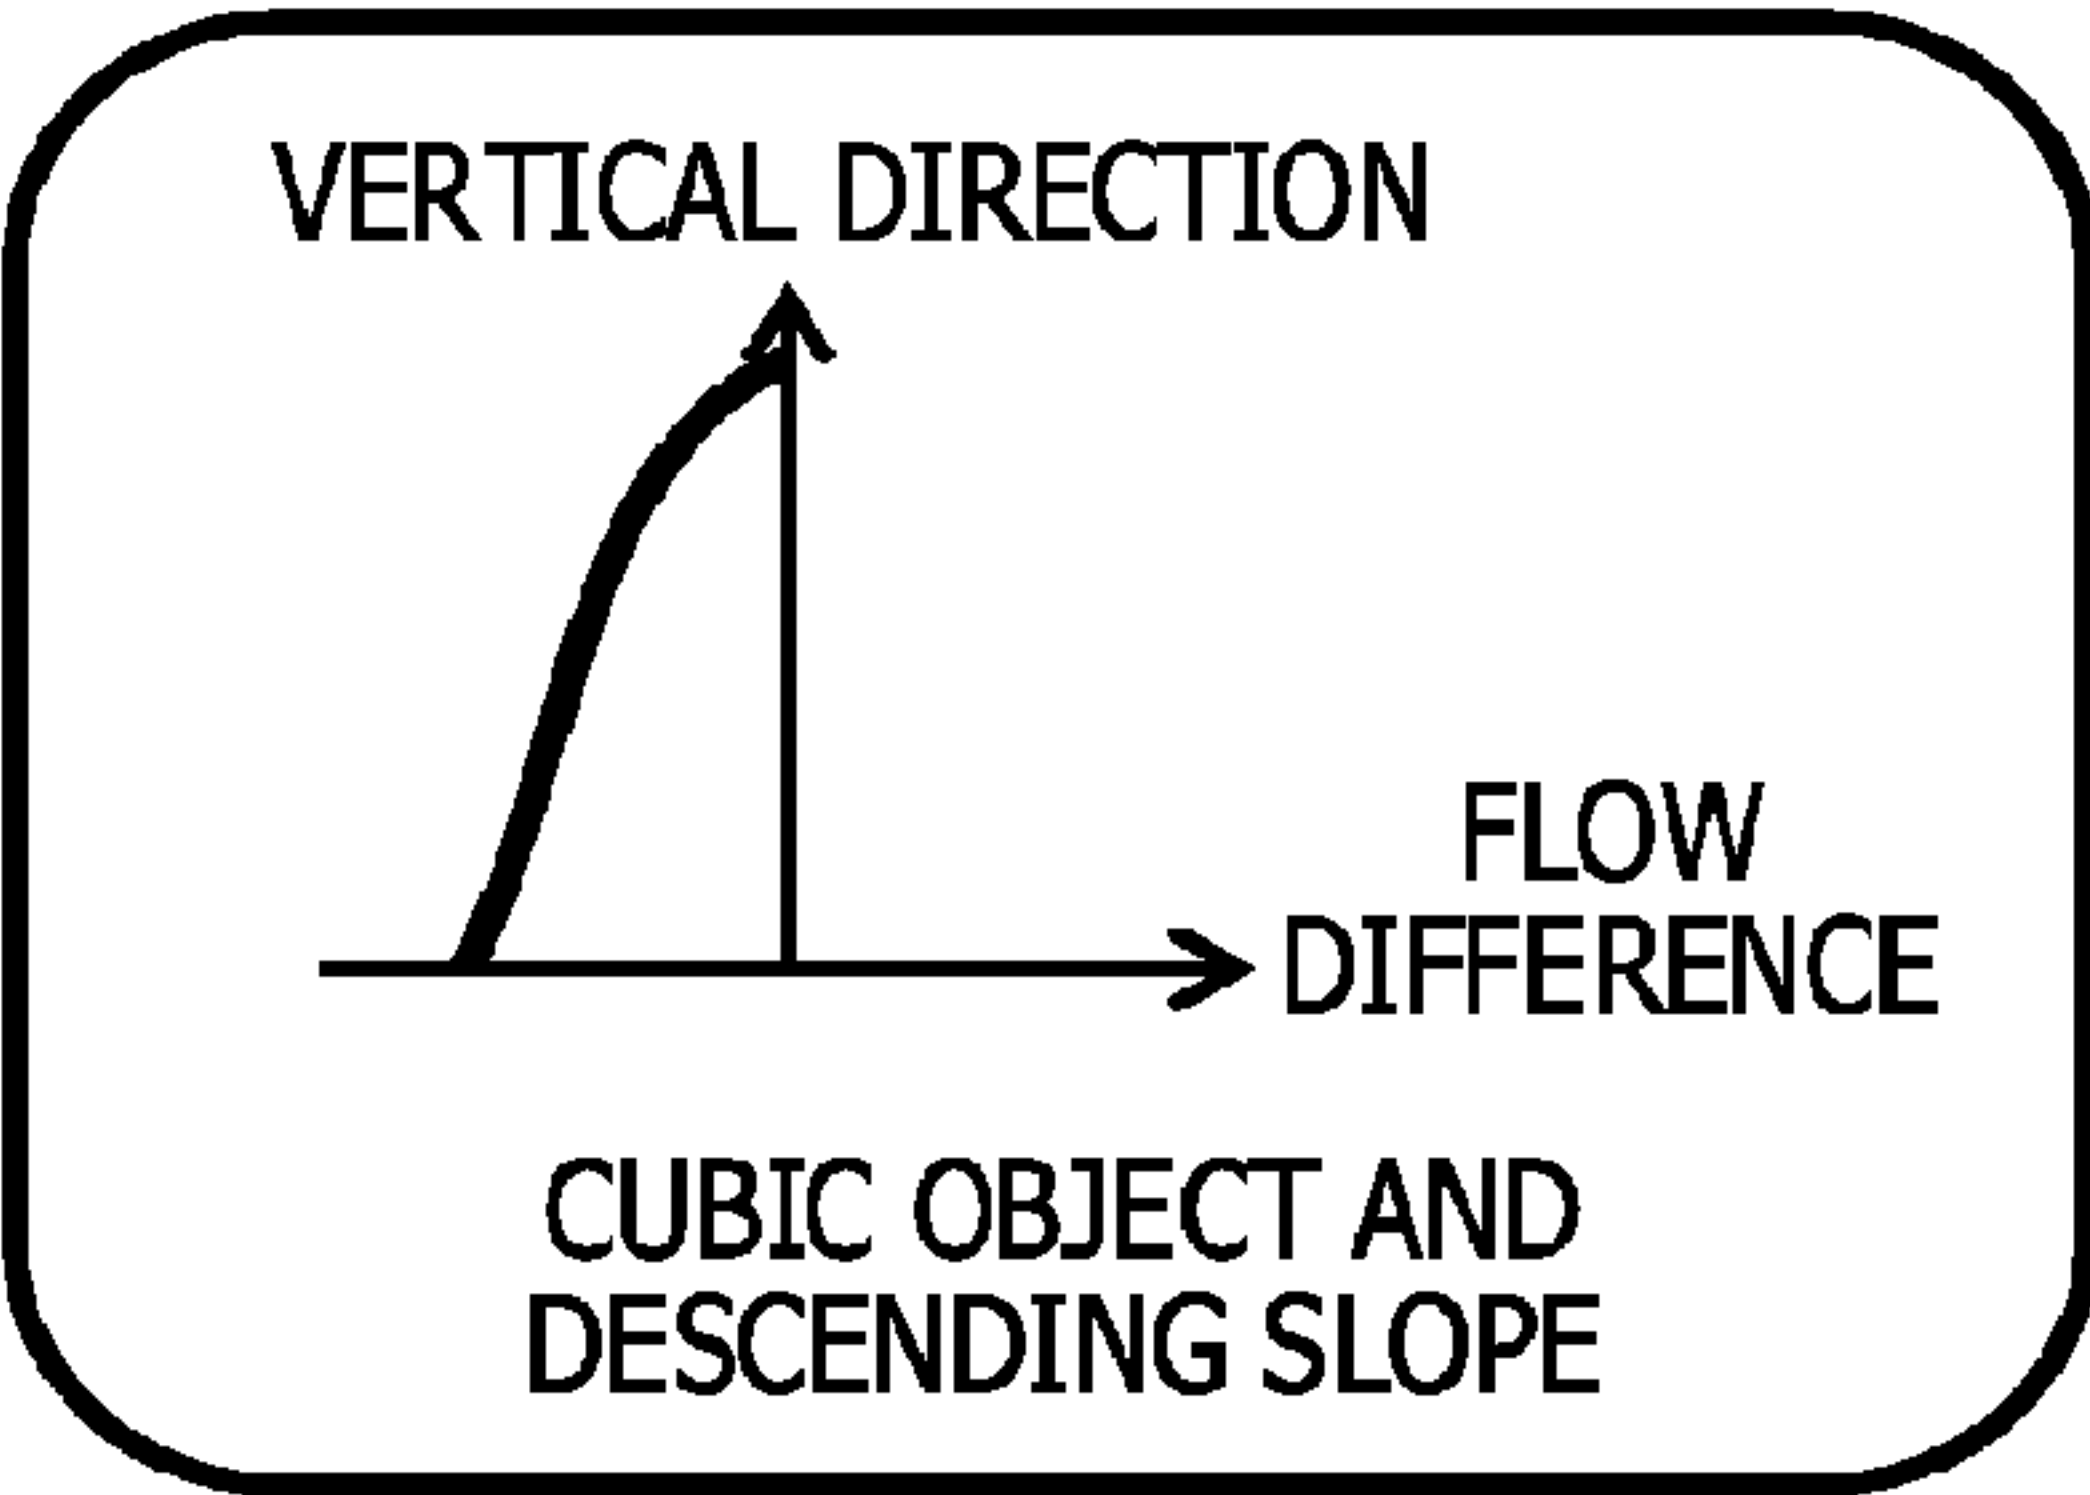 VERTICAL DIRECTION
FLOW
DIFFERENCE
CUBIC OBJECT AND
DESCENDING SLOPE